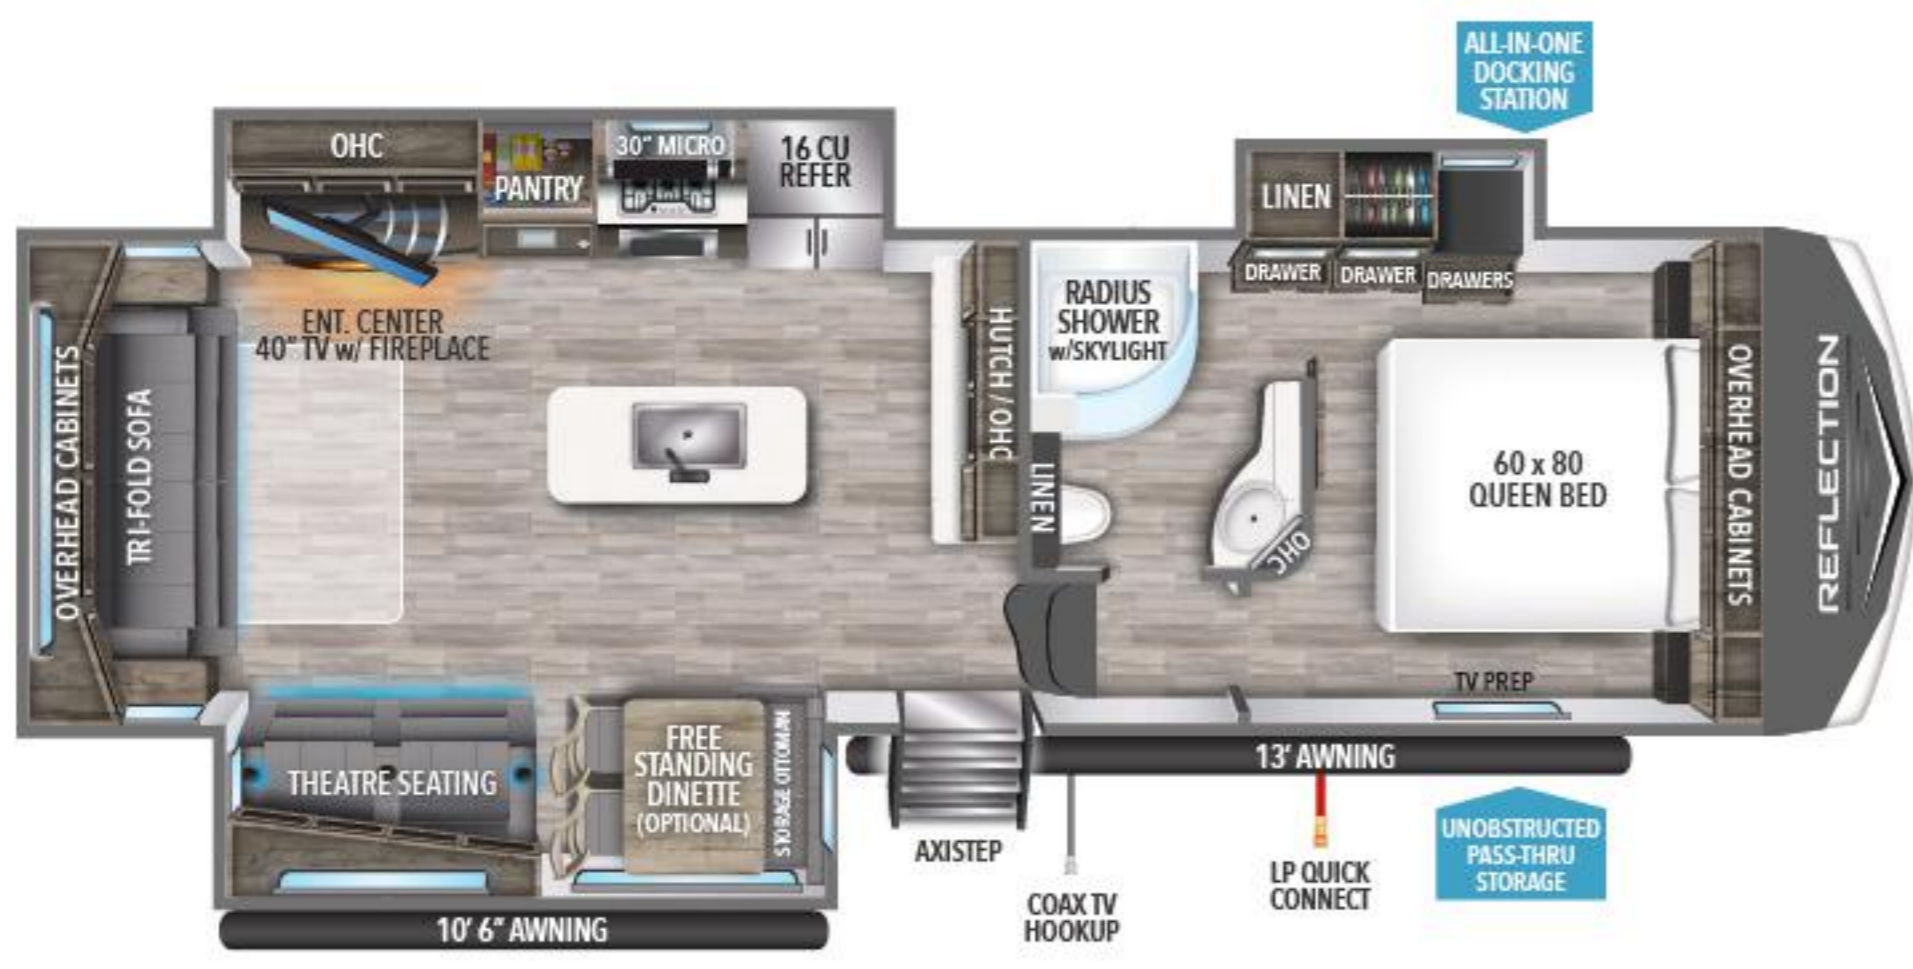 ALL-IN-ONE
DOCKING
STATION
OHC
PANTRY
30" MICRO
16 CU
REFER
LINEN
DRAWER
DRAWER
DRAWERS
ENT. CENTER
40" TV w/ FIREPLACE
OVERHEAD CABINETS
TRI-FOLD SOFA
HUTCH / OHC
RADIUS
SHOWER
w/SKYLIGHT
LINEN
OHC
60 x 80
QUEEN BED
OVERHEAD CABINETS
REFLECTION
TV PREP
THEATRE SEATING
FREE
STANDING
DINETTE
(OPTIONAL)
STORAGE OTTOMAN
13' AWNING
AXISTEP
COAX TV
HOOKUP
LP QUICK
CONNECT
UNOBSTRUCTED
PASS-THRU
STORAGE
10' 6" AWNING